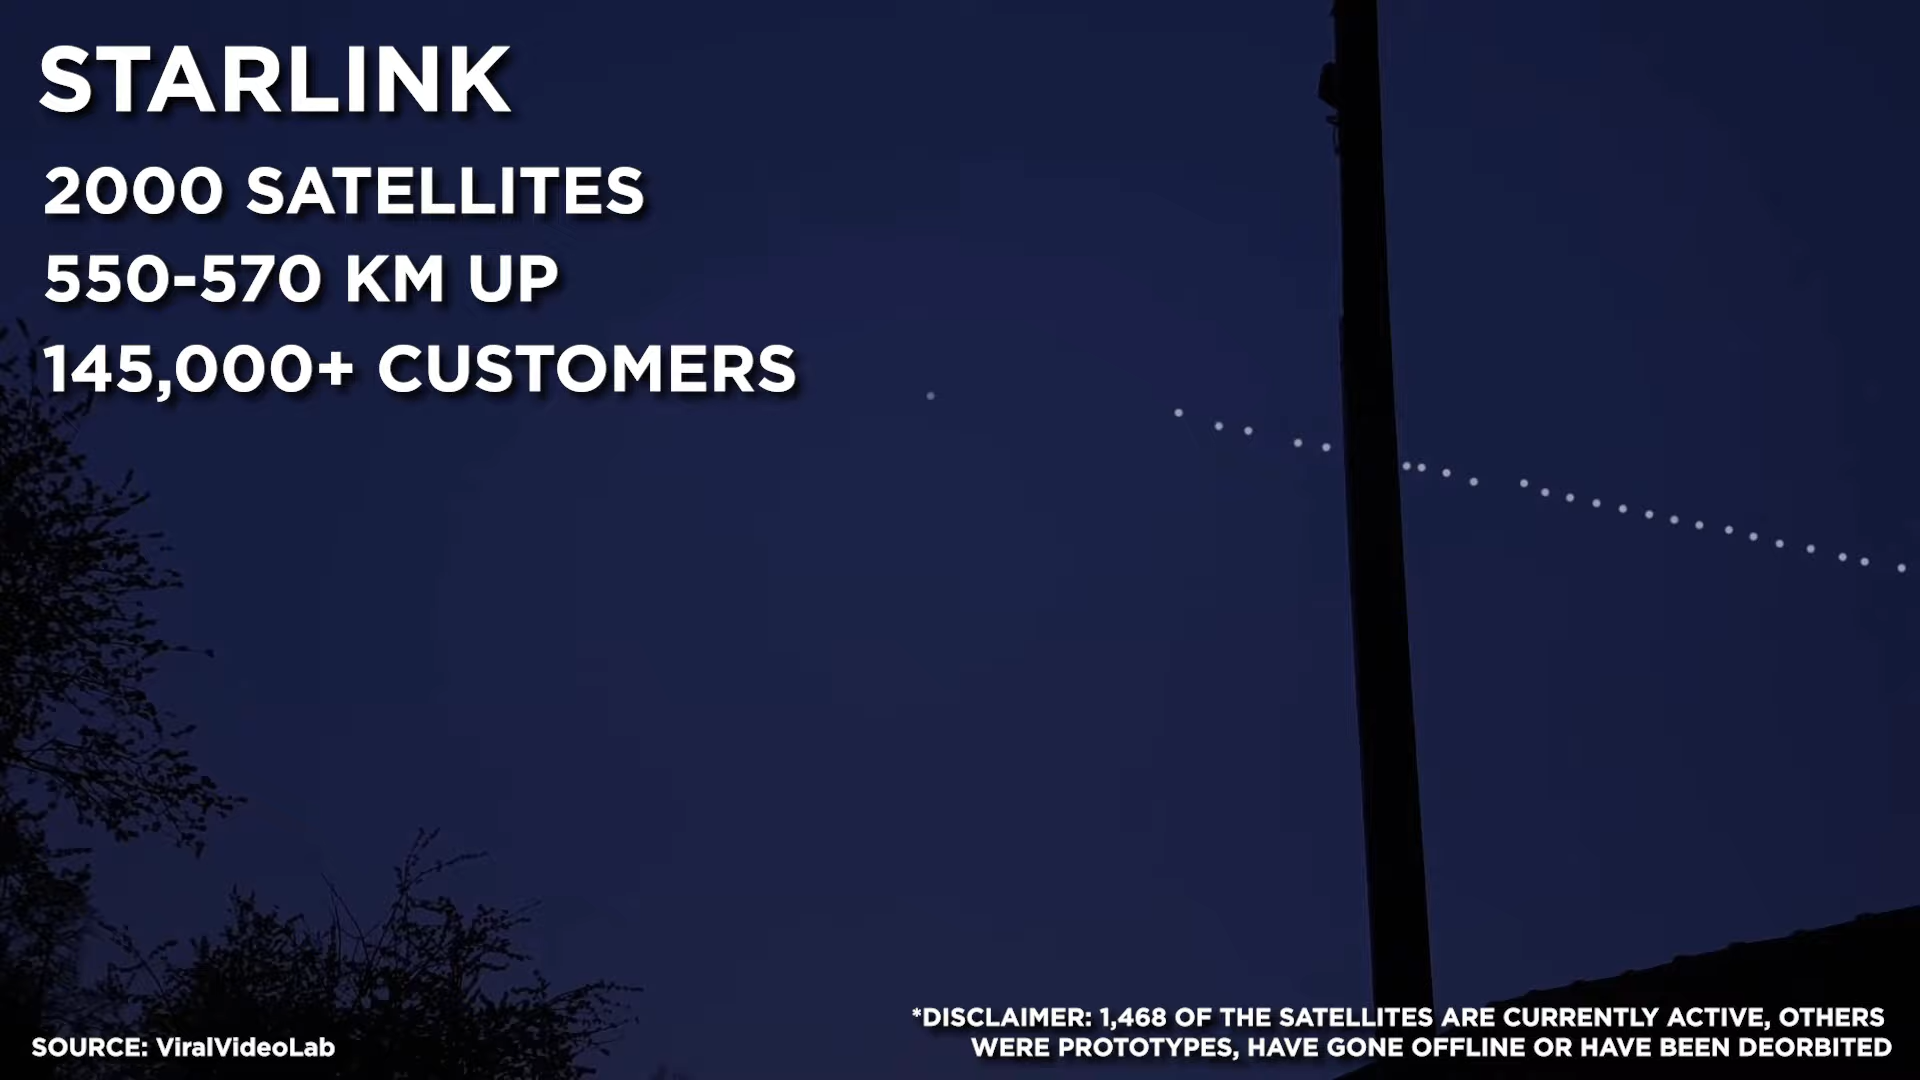 STARLINK
2000 SATELLITES
550-570 KM UP
145,000+ CUSTOMERS
*DISCLAIMER: 1,468 OF THE SATELLITES ARE CURRENTLY ACTIVE, OTHERS
WERE PROTOTYPES, HAVE GONE OFFLINE OR HAVE BEEN DEORBITED
SOURCE: ViralVideoLab